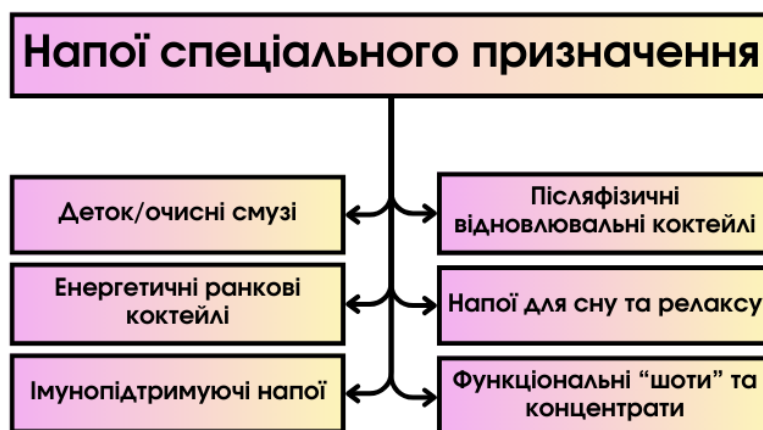 Напої спеціального призначення
Деток/очисні смузі
Енергетичні ранкові
коктейлі
Імунопідтримуючі напої
Післяфізичні
відновлювальні коктейлі
Напої для сну та релаксу
Функціональні “шоти” та
концентрати